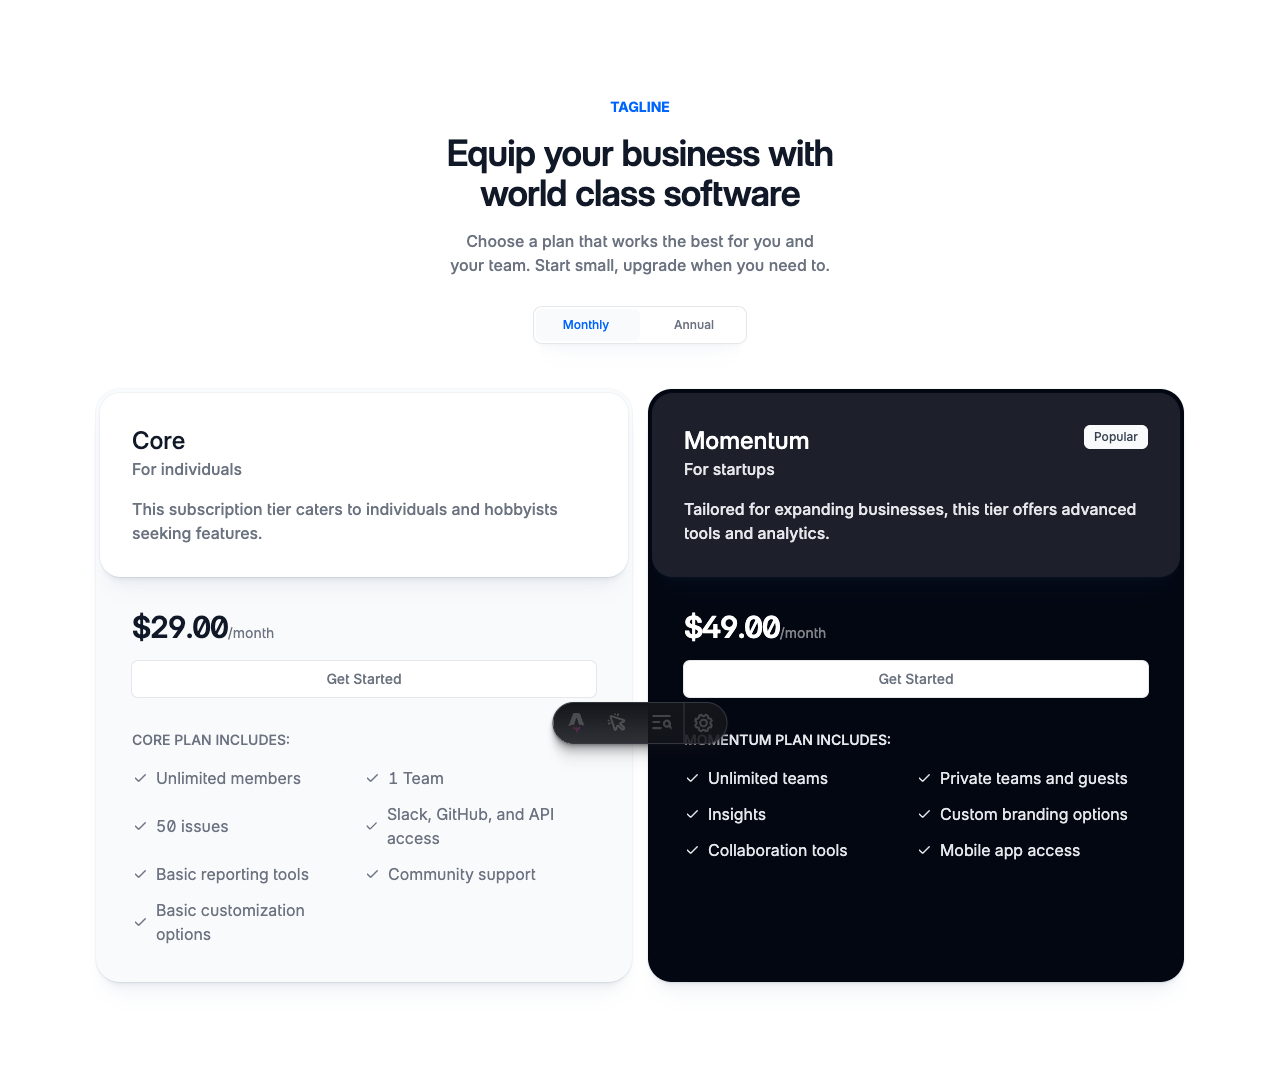 TAGLINE
Equip your business with
world class software
Choose a plan that works the best for you and
your team. Start small, upgrade when you need to.
Monthly
Annual
Core
For individuals
This subscription tier caters to individuals and hobbyists
seeking features.
$29.00/month
Get Started
CORE PLAN INCLUDES:
Unlimited members
1 Team
50 issues
Slack, GitHub, and API
access
Basic reporting tools
Community support
Basic customization
options
Momentum
Popular
For startups
Tailored for expanding businesses, this tier offers advanced
tools and analytics.
$49.00/month
Get Started
MOMENTUM PLAN INCLUDES:
Unlimited teams
Private teams and guests
Insights
Custom branding options
Collaboration tools
Mobile app access